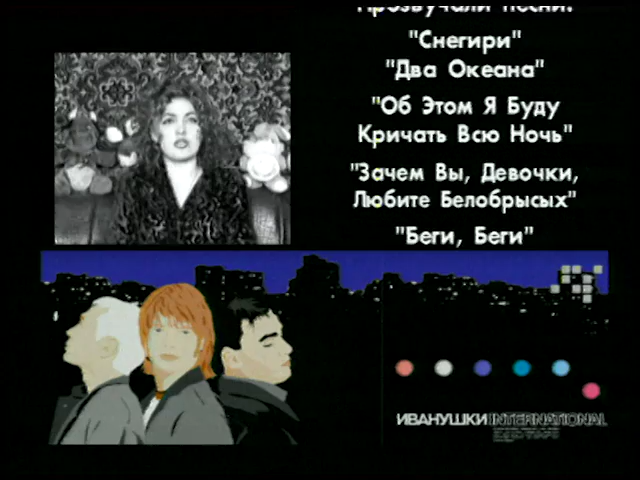 Прозвучали песни:
"Снегири"
"Два Океана"
"Об Этом Я Буду
Кричать Всю Ночь"
"Зачем Вы, Девочки,
Любите Белобрысых"
"Беги, Беги"
ИВАНУШКИ INTERNATIONAL